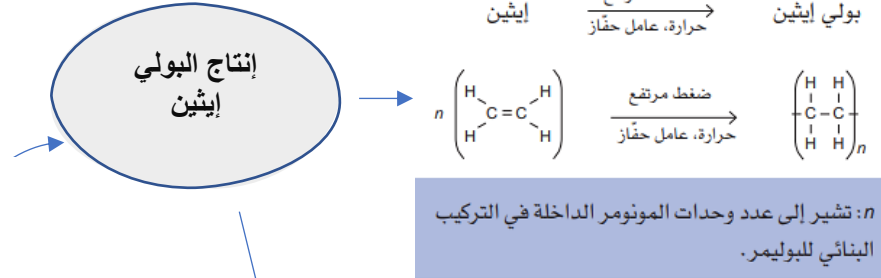 إنتاج البولي
إيثين
إيثين
حرارة، عامل حفّاز
بولي إيثين
n ( H H C=C H H )
ضغط مرتفع
حرارة، عامل حفّاز
( H H -C-C- H H )n
n: تشير إلى عدد وحدات المونومر الداخلة في التركيب
البنائي للبوليمر.